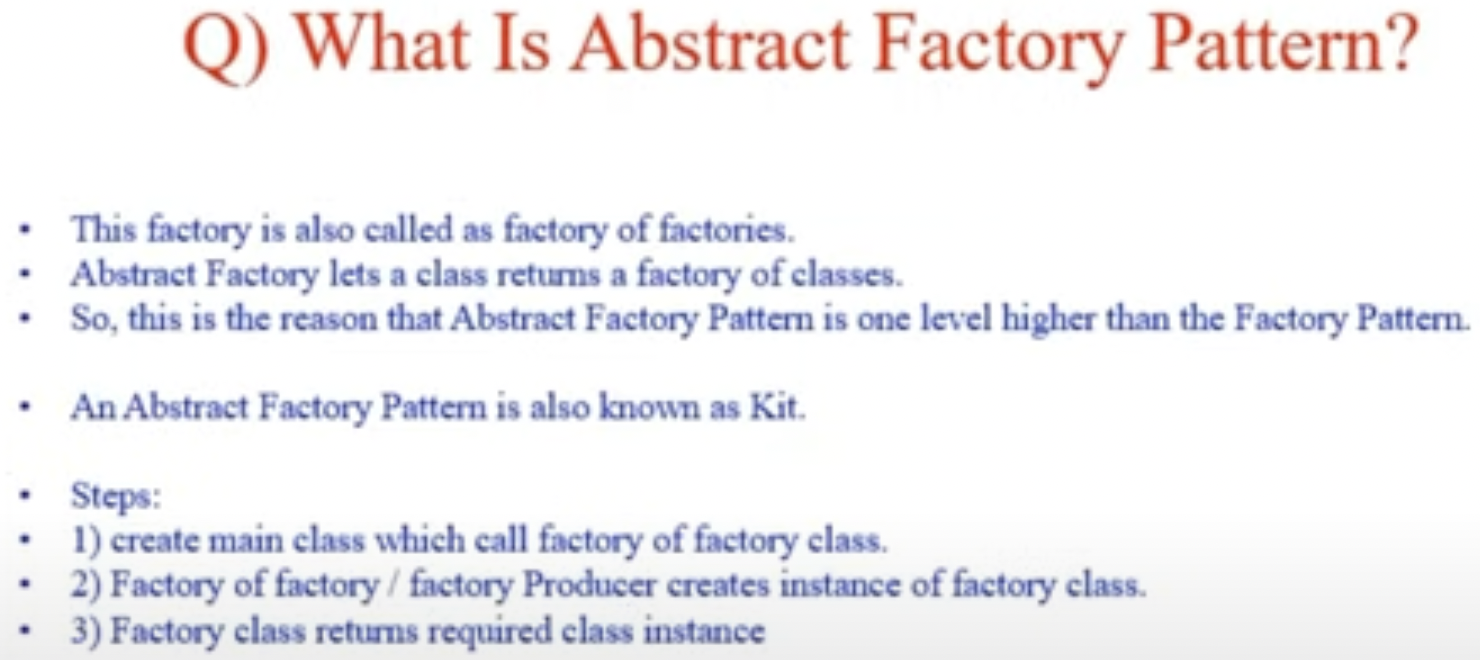 Q) What Is Abstract Factory Pattern?
• This factory is also called as factory of factories.
• Abstract Factory lets a class returns a factory of classes.
• So, this is the reason that Abstract Factory Pattern is one level higher than the Factory Pattern.
• An Abstract Factory Pattern is also known as Kit.
• Steps:
• 1) create main class which call factory of factory class.
• 2) Factory of factory / factory Producer creates instance of factory class.
• 3) Factory class returns required class instance